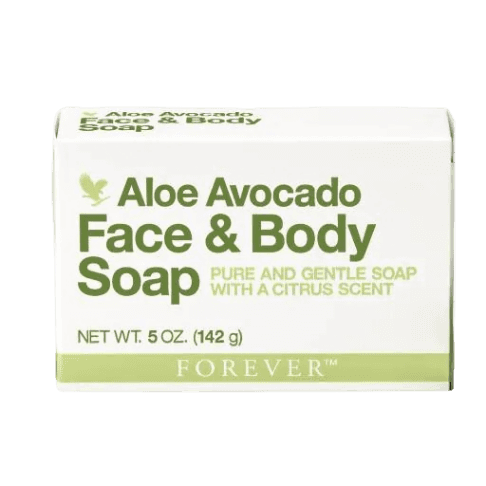 Aloe Avocado
Face & Body
Soap
Aloe Avocado
Face & Body
Soap
PURE AND GENTLE SOAP
WITH A CITRUS SCENT
NET WT. 5 OZ. (142 g)
FOREVER™